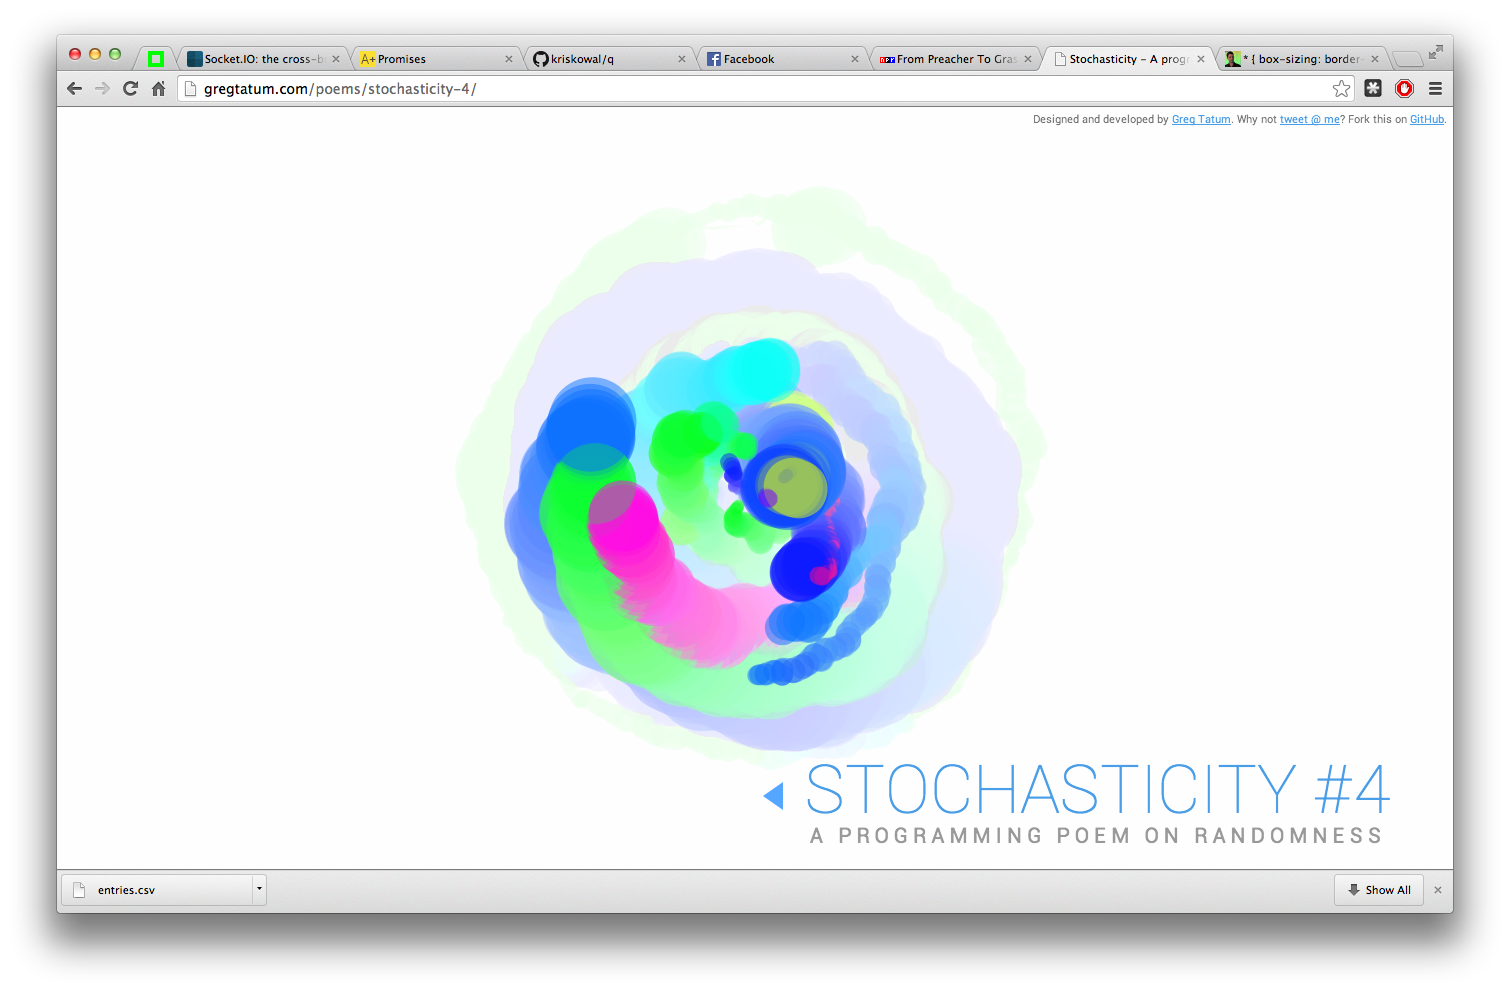 Socket.IO: the cross-b
A+ Promises
kriskowal/q
Facebook
npr From Preacher To Gras
Stochasticity – A prog
* { box-sizing: border-
gregtatum.com/poems/stochasticity-4/
Designed and developed by Greg Tatum. Why not tweet @ me? Fork this on GitHub.
STOCHASTICITY #4
A PROGRAMMING POEM ON RANDOMNESS
entries.csv
Show All